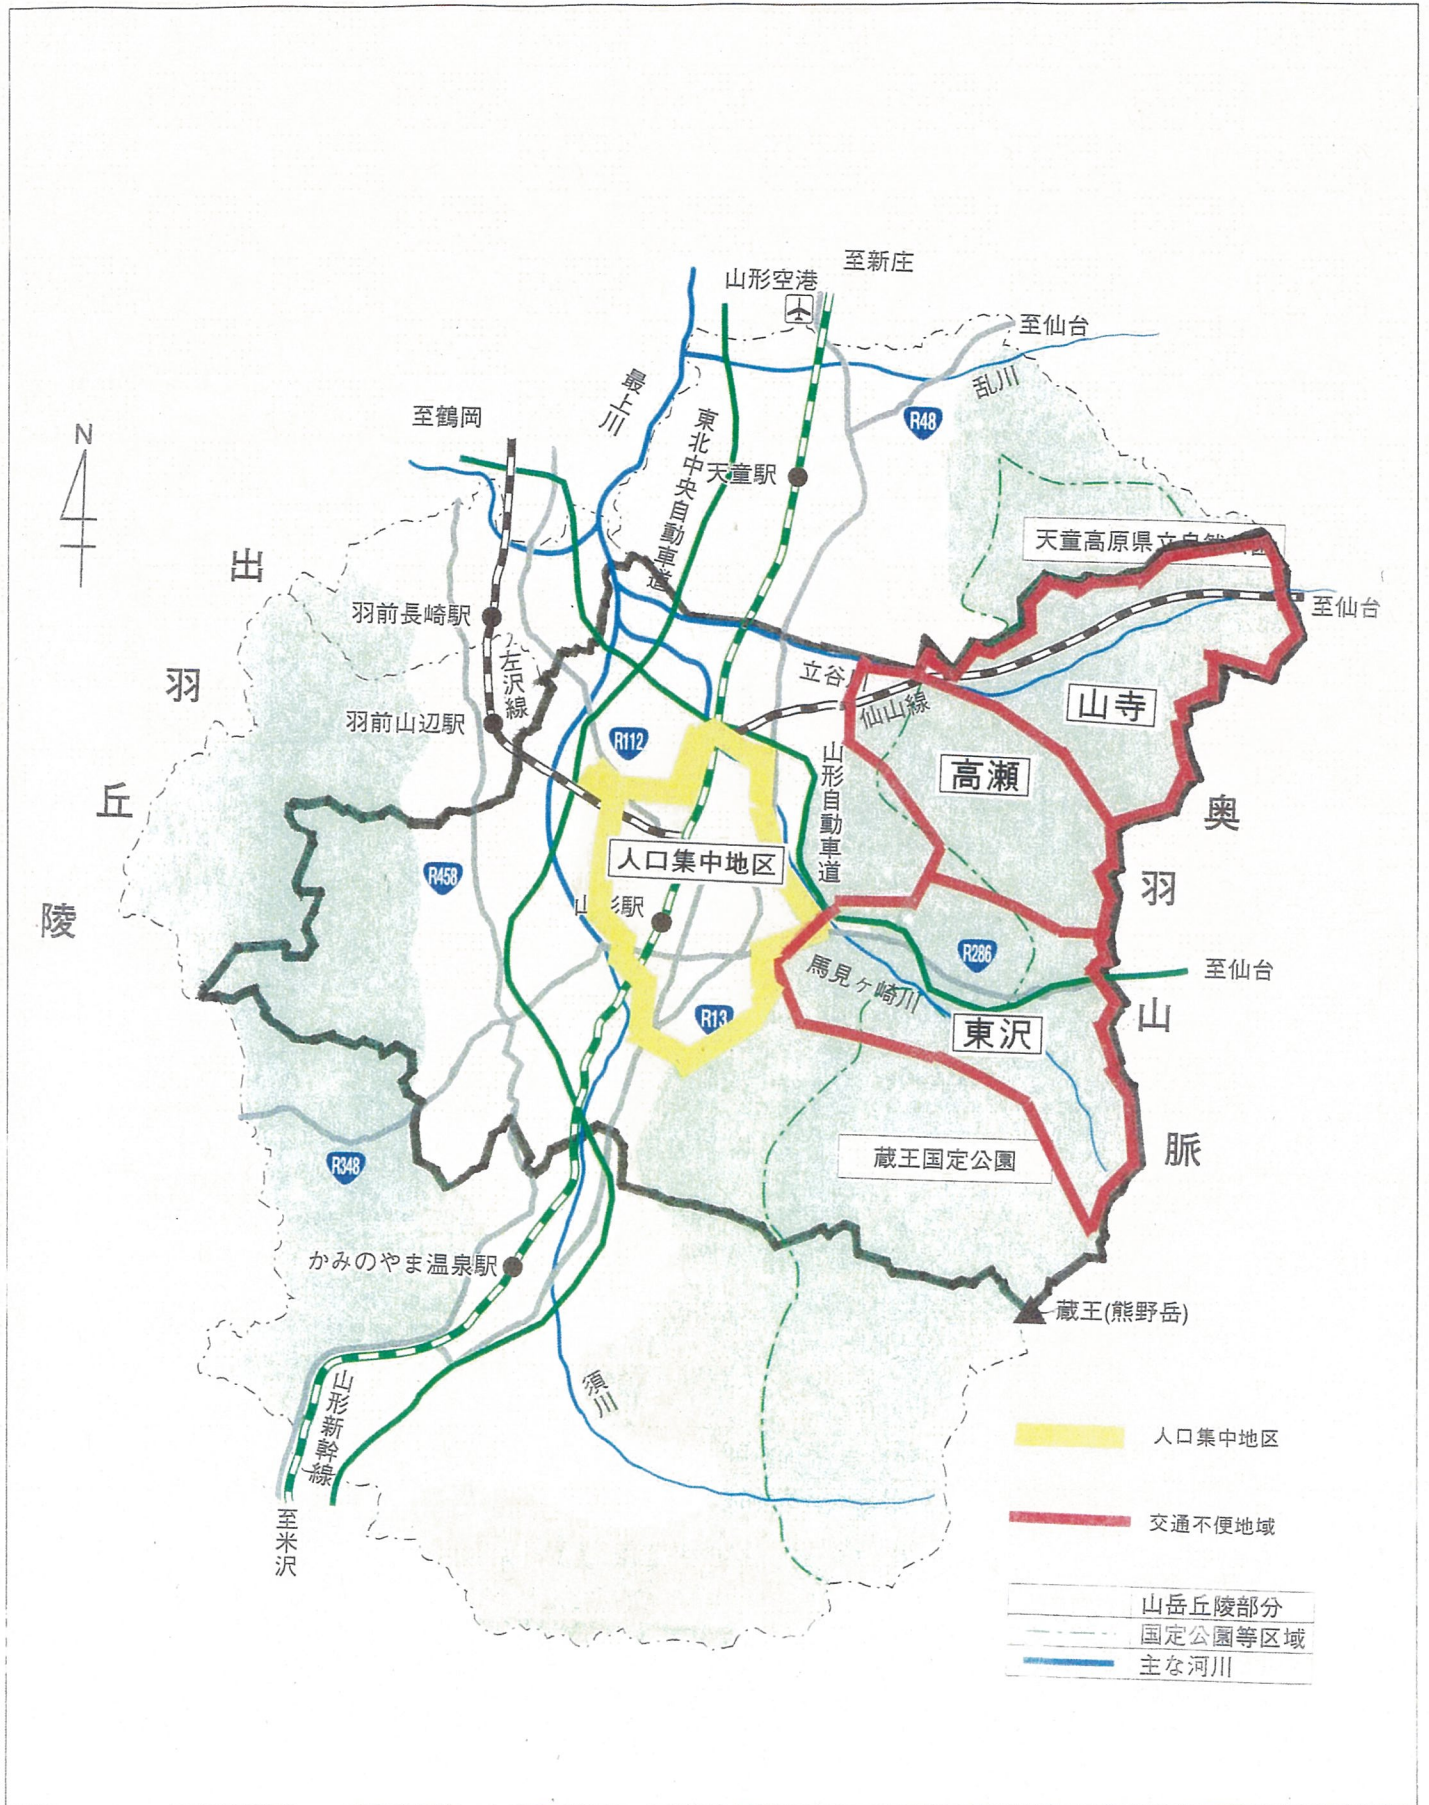 至新庄
山形空港
至仙台
乱川
最上川
至鶴岡
R48
東北中央自動車道
天童駅
N
天童高原県立自然
出
羽
丘
陵
羽前長崎駅
至仙台
左沢線
立谷
山寺
仙山線
羽前山辺駅
R112
高瀬
山形自動車道
奥
羽
山
脈
人口集中地区
R458
山形駅
R286
馬見ヶ崎川
至仙台
R13
東沢
蔵王国定公園
R348
かみのやま温泉駅
蔵王(熊野岳)
須川
山形新幹線
至米沢
人口集中地区
交通不便地域
山岳丘陵部分
国定公園等区域
主な河川